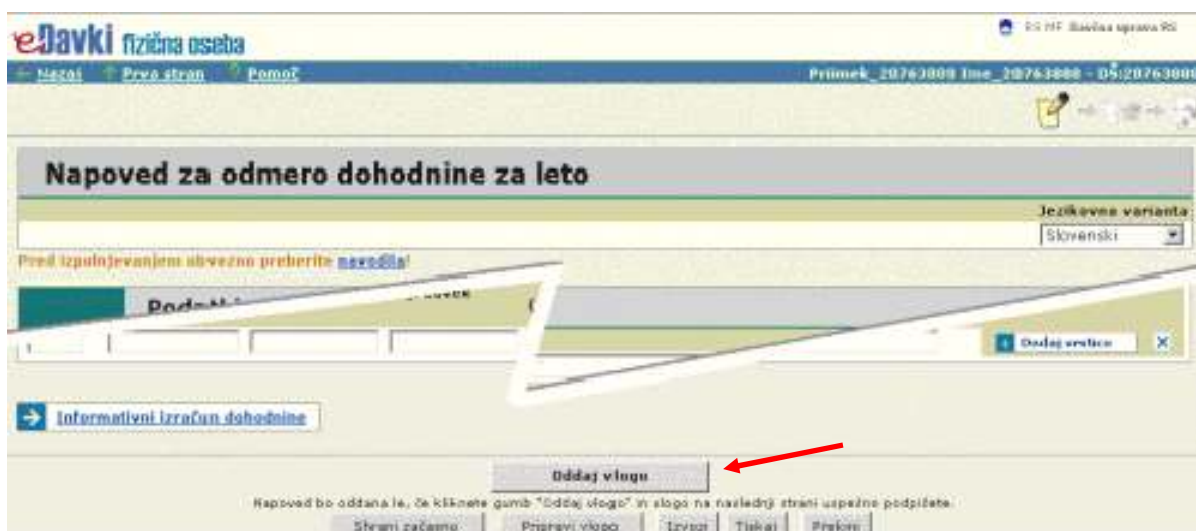 eDavki fizična oseba
RS MF Davčna uprava RS
Nazaj Prva stran Pomoč
Priimek_20763808 Ime_20763808 - DŠ:2076380
Napoved za odmero dohodnine za leto
Jezikovna varianta
Slovenski
Pred izpolnjevanjem obvezno preberite navodila!
1
Dodaj vrstico X
Informativni izračun dohodnine
Oddaj vlogo
Napoved bo oddana le, če kliknete gumb "Oddaj vlogo" in vlogo na naslednji strani uspešno podpišete.
Shrani začasno Pripravi vlogo Izvozi Tiskaj Prekini